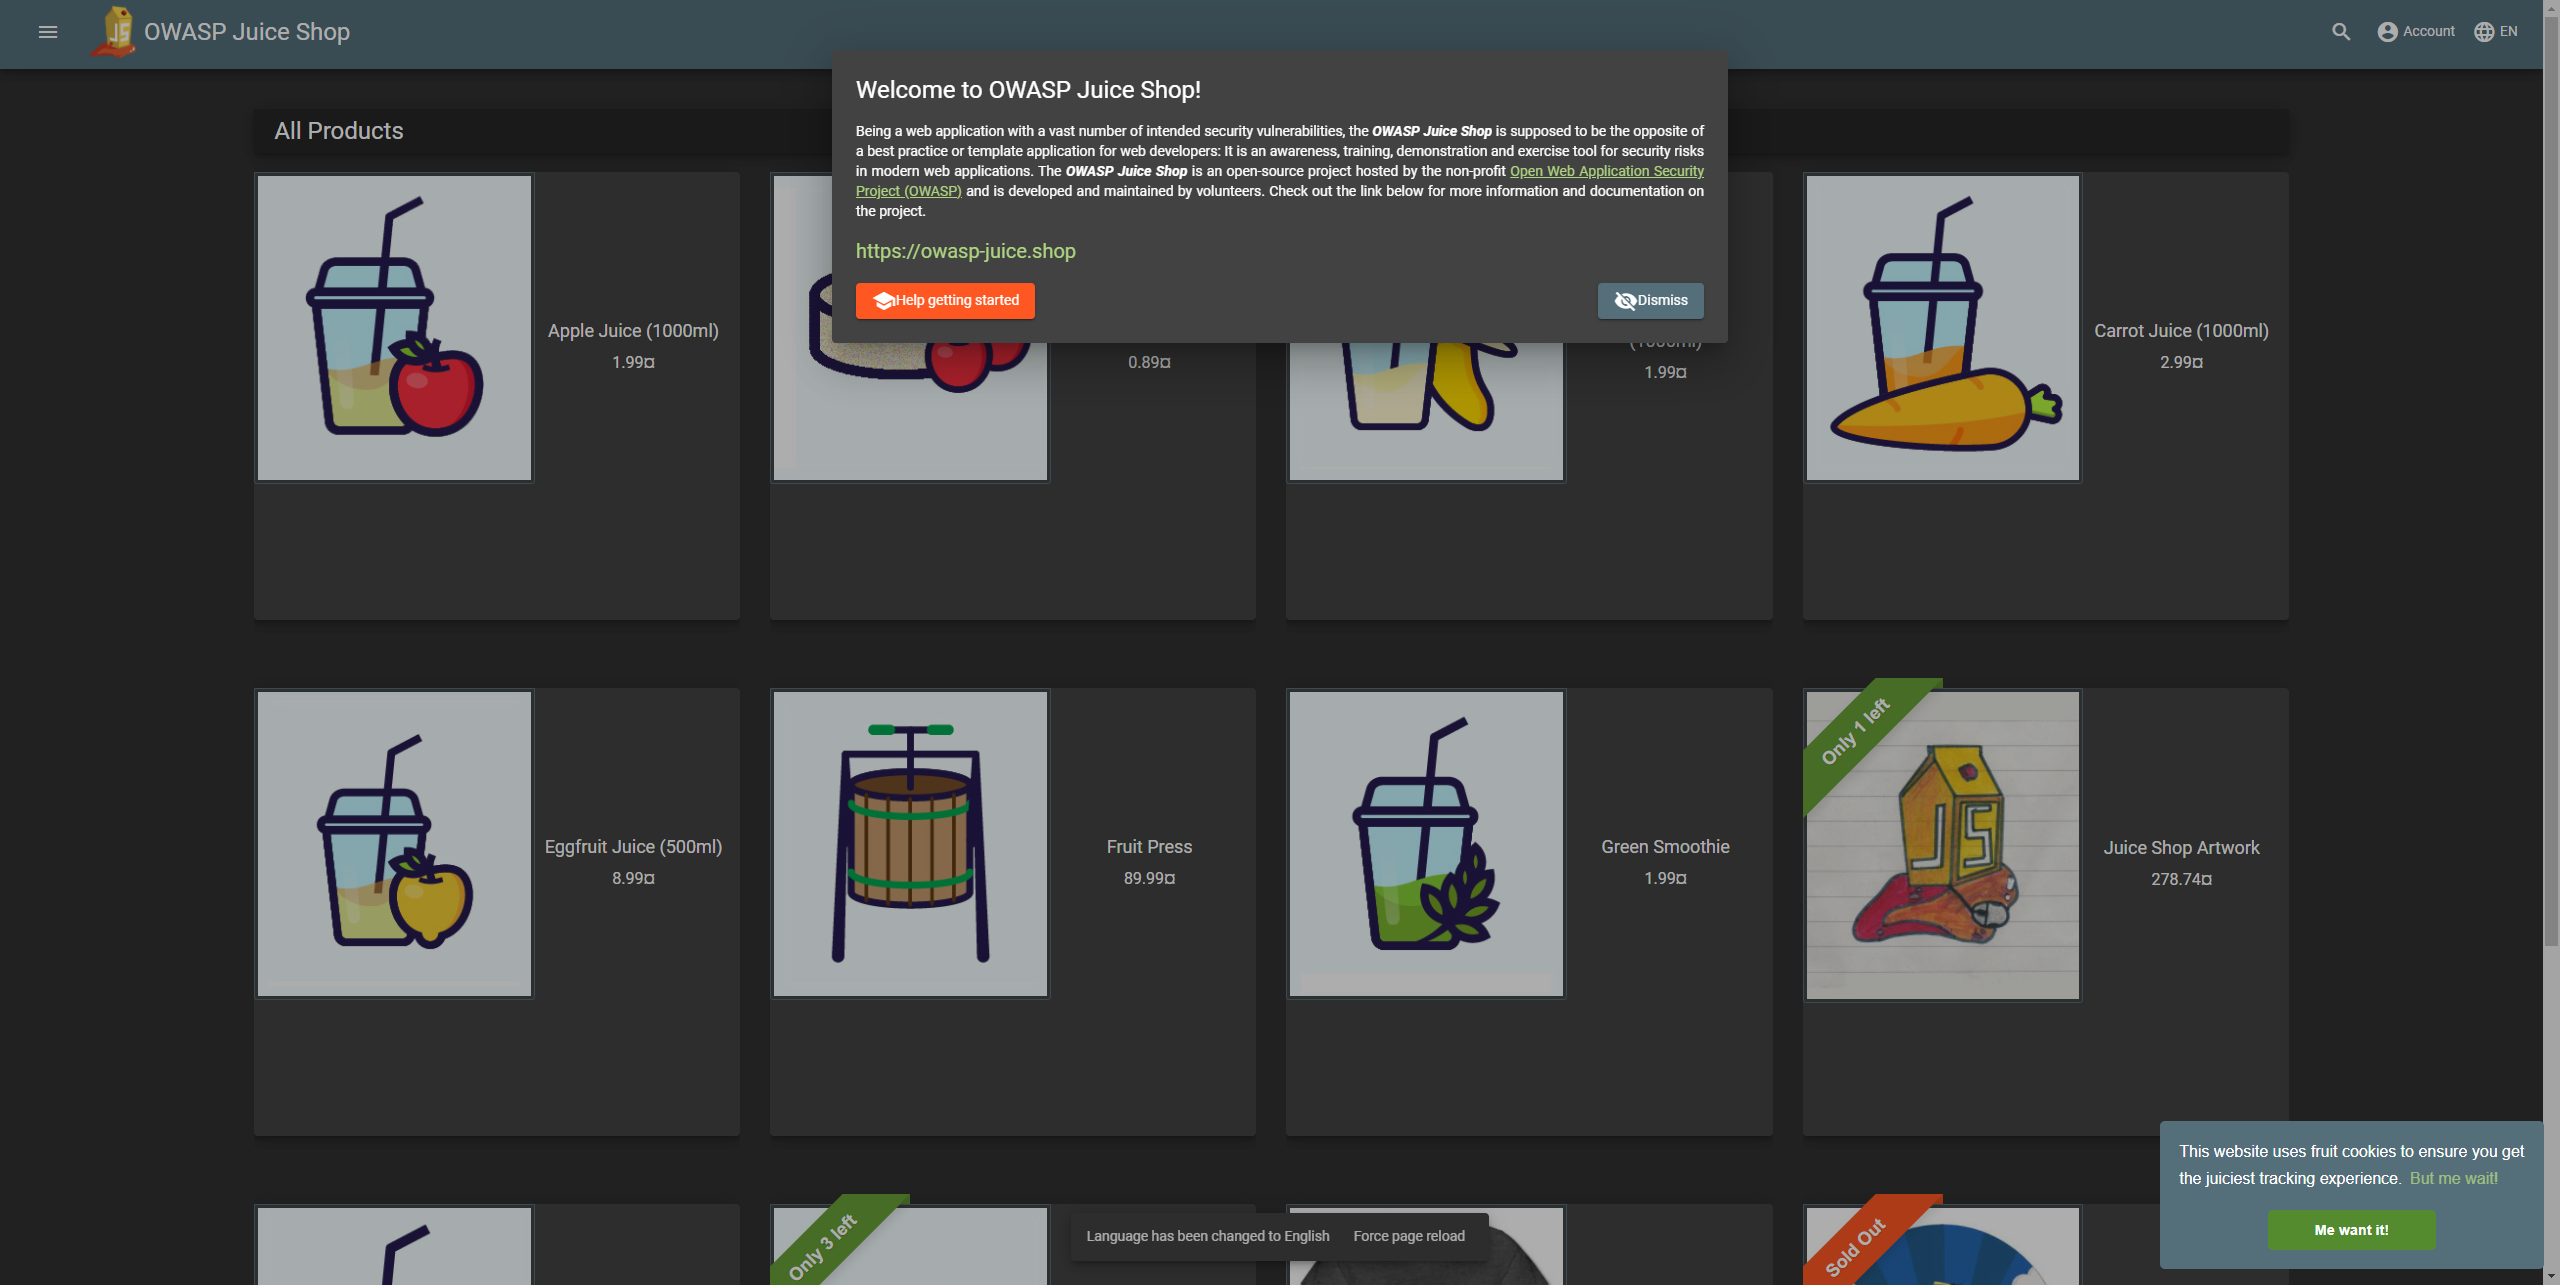 OWASP Juice Shop
Account
EN
Welcome to OWASP Juice Shop!
Being a web application with a vast number of intended security vulnerabilities, the OWASP Juice Shop is supposed to be the opposite of
a best practice or template application for web developers: It is an awareness, training, demonstration and exercise tool for security risks
in modern web applications. The OWASP Juice Shop is an open-source project hosted by the non-profit Open Web Application Security
Project (OWASP) and is developed and maintained by volunteers. Check out the link below for more information and documentation on
the project.
https://owasp-juice.shop
Help getting started
Dismiss
All Products
Apple Juice (1000ml)
1.99¤
0.89¤
(1000ml)
1.99¤
Carrot Juice (1000ml)
2.99¤
Eggfruit Juice (500ml)
8.99¤
Fruit Press
89.99¤
Green Smoothie
1.99¤
Only 1 left
JS
Juice Shop Artwork
278.74¤
Only 3 left
Language has been changed to English
Force page reload
Sold Out
This website uses fruit cookies to ensure you get
the juiciest tracking experience. But me wait!
Me want it!